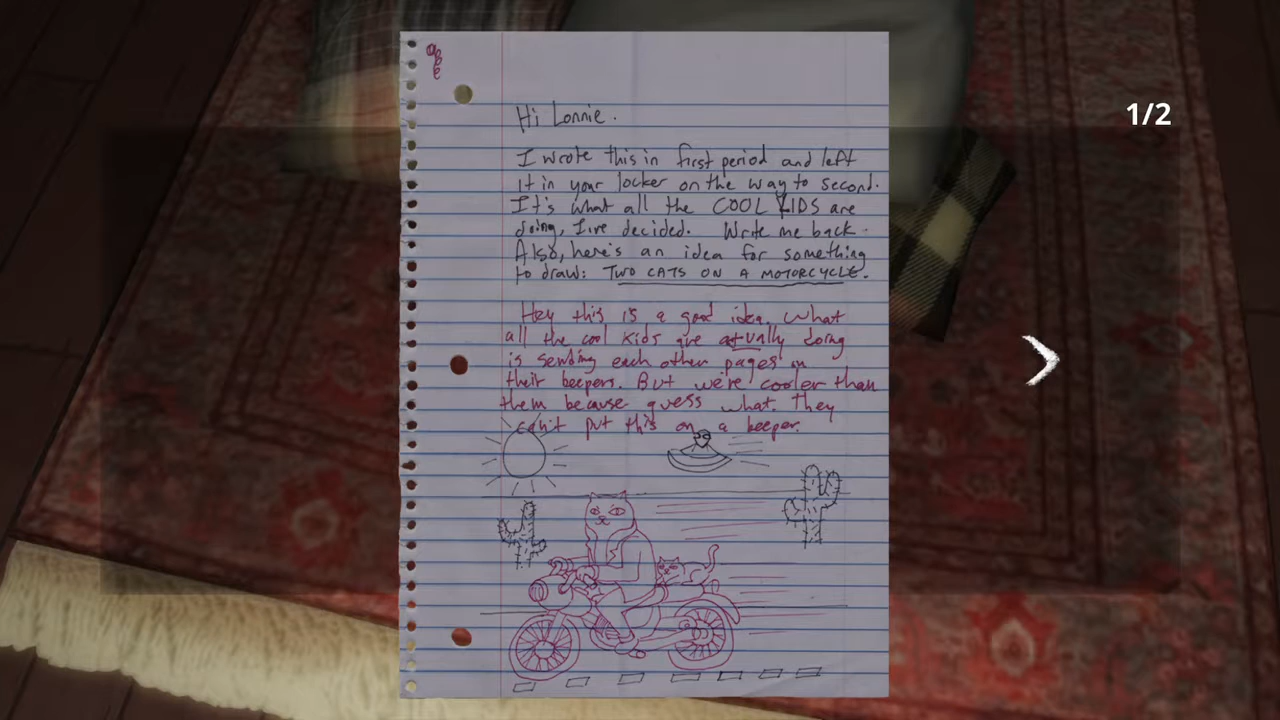 1/2
Hi Lonnie.
I wrote this in first period and left
it in your locker on the way to second.
It's what all the COOL KIDS are
doing, I've decided. Write me back.
Also, here's an idea for something
to draw: TWO CATS ON A MOTORCYCLE.
Hey this is a good idea. What
all the cool kids are actually doing
is sending each other pages on
their beepers. But we're cooler than
them because guess what. They
can't put this on a beeper.